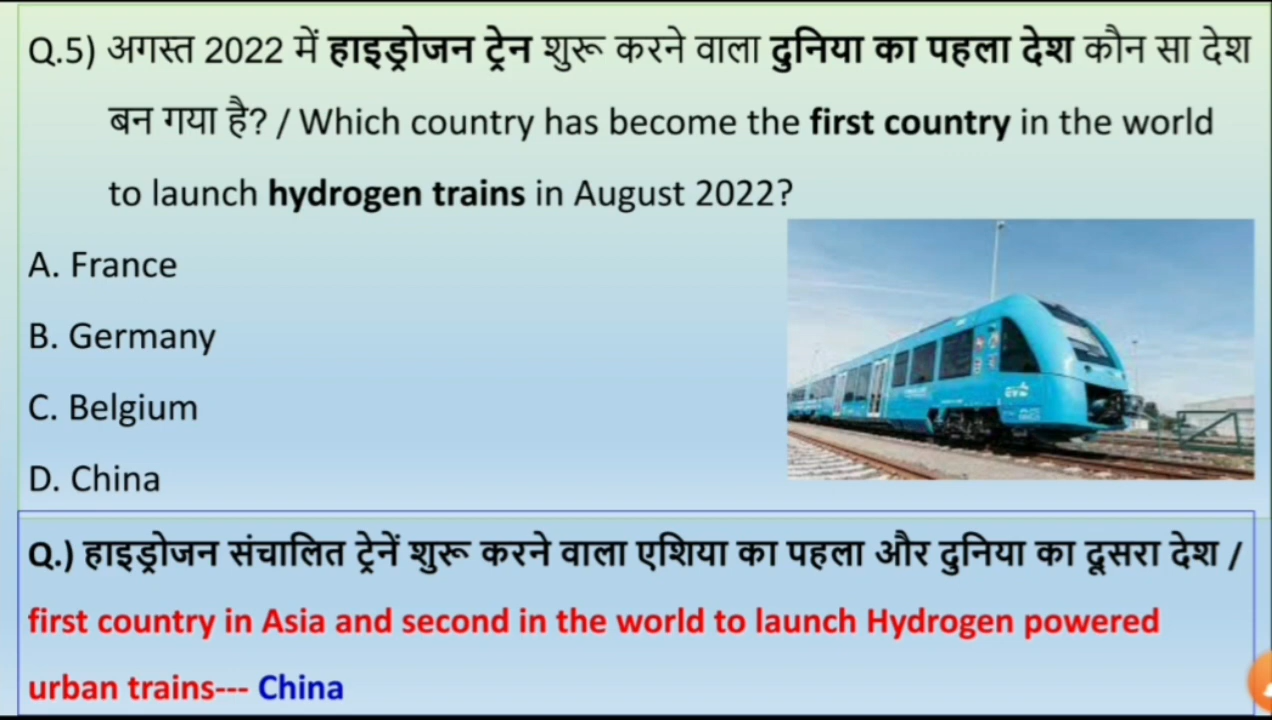 Q.5) अगस्त 2022 में हाइड्रोजन ट्रेन शुरू करने वाला दुनिया का पहला देश कौन सा देश
बन गया है? / Which country has become the first country in the world
to launch hydrogen trains in August 2022?
A. France
B. Germany
C. Belgium
D. China
Q.) हाइड्रोजन संचालित ट्रेनें शुरू करने वाला एशिया का पहला और दुनिया का दूसरा देश /
first country in Asia and second in the world to launch Hydrogen powered
urban trains--- China